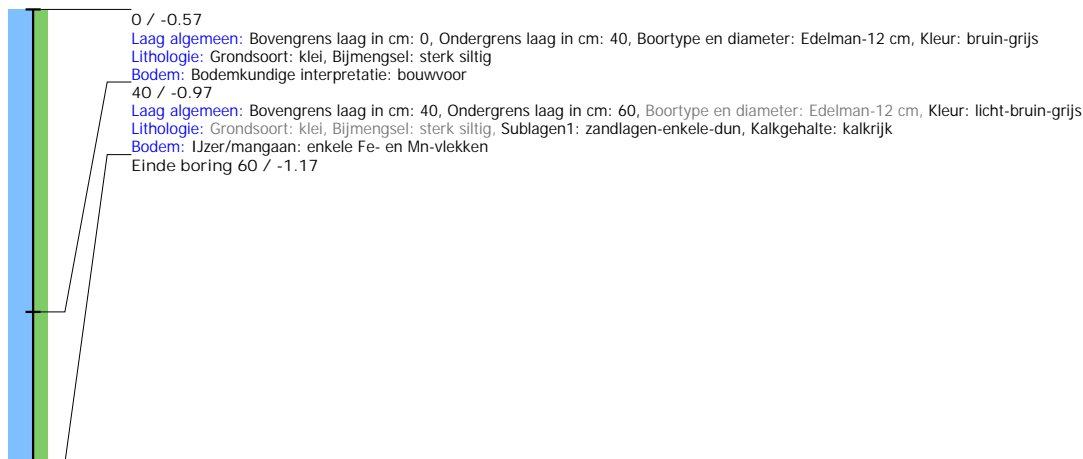 0 / -0.57
Laag algemeen: Bovengrens laag in cm: 0, Ondergrens laag in cm: 40, Boortype en diameter: Edelman-12 cm, Kleur: bruin-grijs
Lithologie: Grondsoort: klei, Bijmengsel: sterk siltig
Bodem: Bodemkundige interpretatie: bouwvoor
40 / -0.97
Laag algemeen: Bovengrens laag in cm: 40, Ondergrens laag in cm: 60, Boortype en diameter: Edelman-12 cm, Kleur: licht-bruin-grijs
Lithologie: Grondsoort: klei, Bijmengsel: sterk siltig, Sublagen1: zandlagen-enkele-dun, Kalkgehalte: kalkrijk
Bodem: IJzer/mangaan: enkele Fe- en Mn-vlekken
Einde boring 60 / -1.17